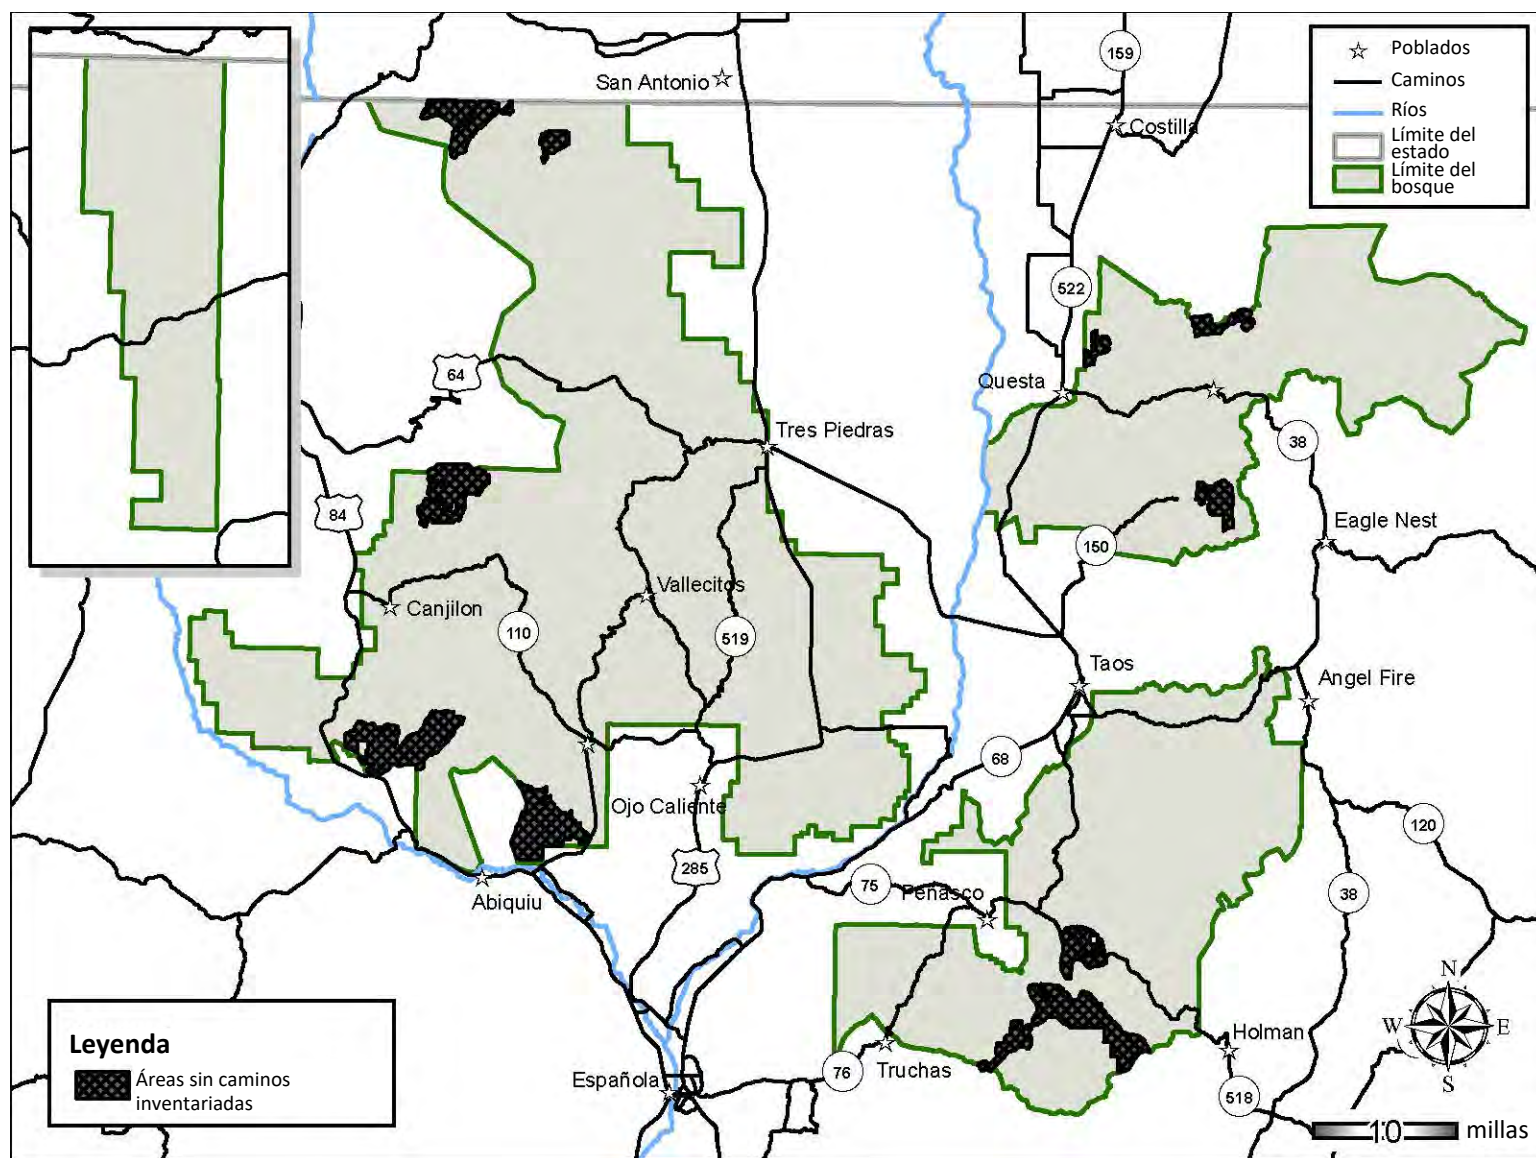 San Antonio
159
Costilla
Poblados
Caminos
Ríos
Límite del
estado
Límite del
bosque
522
64
Questa
Tres Piedras
38
84
150
Eagle Nest
Vallecitos
Canjilon
110
519
Taos
Angel Fire
68
Ojo Caliente
120
285
75
Peñasco
38
Abiquiu
N
W
E
S
Leyenda
Áreas sin caminos
inventariadas
Holman
Española
76
Truchas
518
10
millas